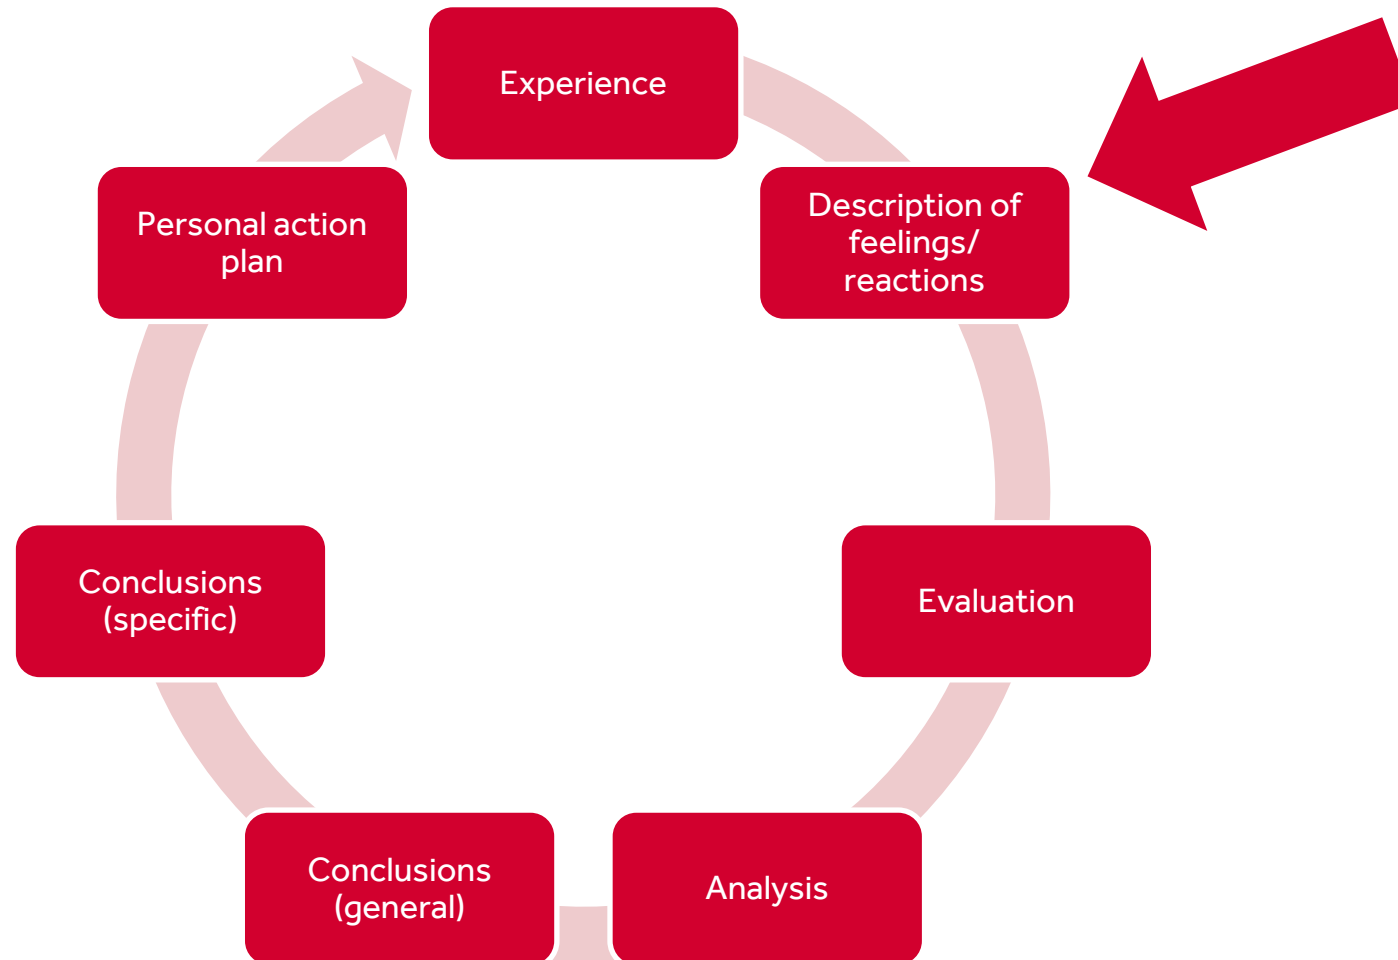 Experience
Description of
feelings/
reactions
Evaluation
Analysis
Conclusions
(general)
Conclusions
(specific)
Personal action
plan